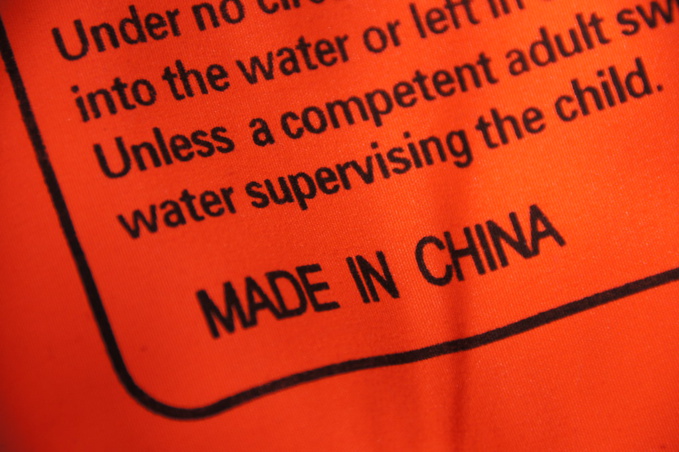 Under no
into the water or left in
Unless a competent adult
water supervising the child.
MADE IN CHINA